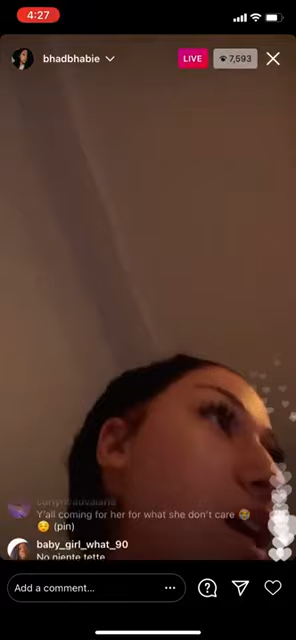 4:27
bhadbhabie
LIVE
7,593
curlyheadvalaria
Y'all coming for her for what she don't care 😭
😌 (pin)
baby_girl_what_90
No niente tette
Add a comment...